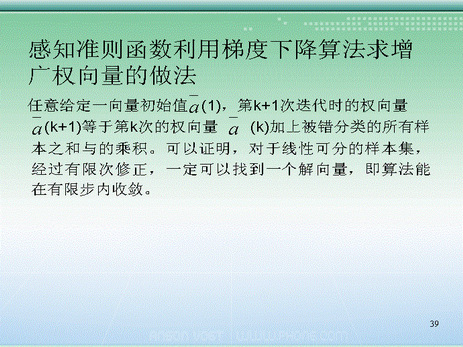 感知准则函数利用梯度下降算法求增
广权向量的做法
任意给定一向量初始值a(1)，第k+1次迭代时的权向量
a(k+1)等于第k次的权向量 a (k)加上被错分类的所有样
本之和与的乘积。可以证明，对于线性可分的样本集，
经过有限次修正，一定可以找到一个解向量，即算法能
在有限步内收敛。
39